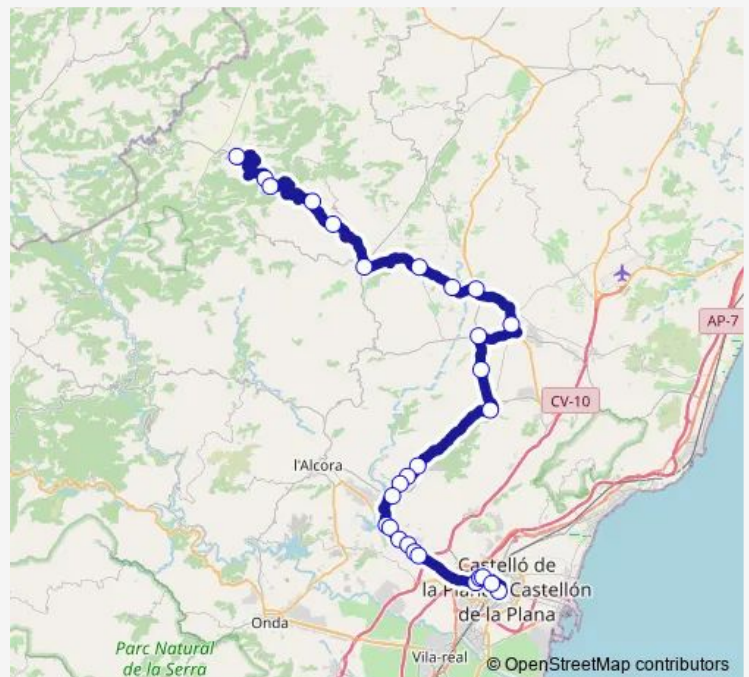 AP-7
CV-10
l'Alcora
Castelló de
la Plana / Castellón
de la Plana
Onda
Parc Natural
de la Serra
Vila-real
© OpenStreetMap contributors